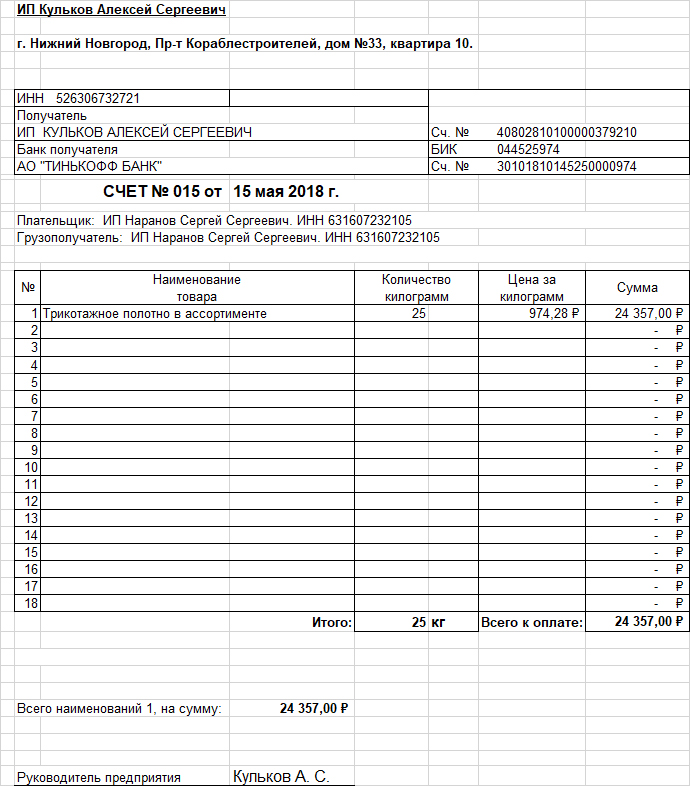 ИП Кульков Алексей Сергеевич
г. Нижний Новгород, Пр-т Кораблестроителей, дом №33, квартира 10.
ИНН 526306732721
Получатель
ИП КУЛЬКОВ АЛЕКСЕЙ СЕРГЕЕВИЧ Сч. № 40802810100000379210
Банк получателя БИК 044525974
АО "ТИНЬКОФФ БАНК" Сч. № 30101810145250000974
СЧЕТ № 015 от 15 мая 2018 г.
Плательщик: ИП Наранов Сергей Сергеевич. ИНН 631607232105
Грузополучатель: ИП Наранов Сергей Сергеевич. ИНН 631607232105
№ Наименование товара Количество килограмм Цена за килограмм Сумма
1 Трикотажное полотно в ассортименте 25 974,28 ₽ 24 357,00 ₽
2 - ₽
3 - ₽
4 - ₽
5 - ₽
6 - ₽
7 - ₽
8 - ₽
9 - ₽
10 - ₽
11 - ₽
12 - ₽
13 - ₽
14 - ₽
15 - ₽
16 - ₽
17 - ₽
18 - ₽
Итого: 25 кг Всего к оплате: 24 357,00 ₽
Всего наименований 1, на сумму: 24 357,00 ₽
Руководитель предприятия Кульков А. С.